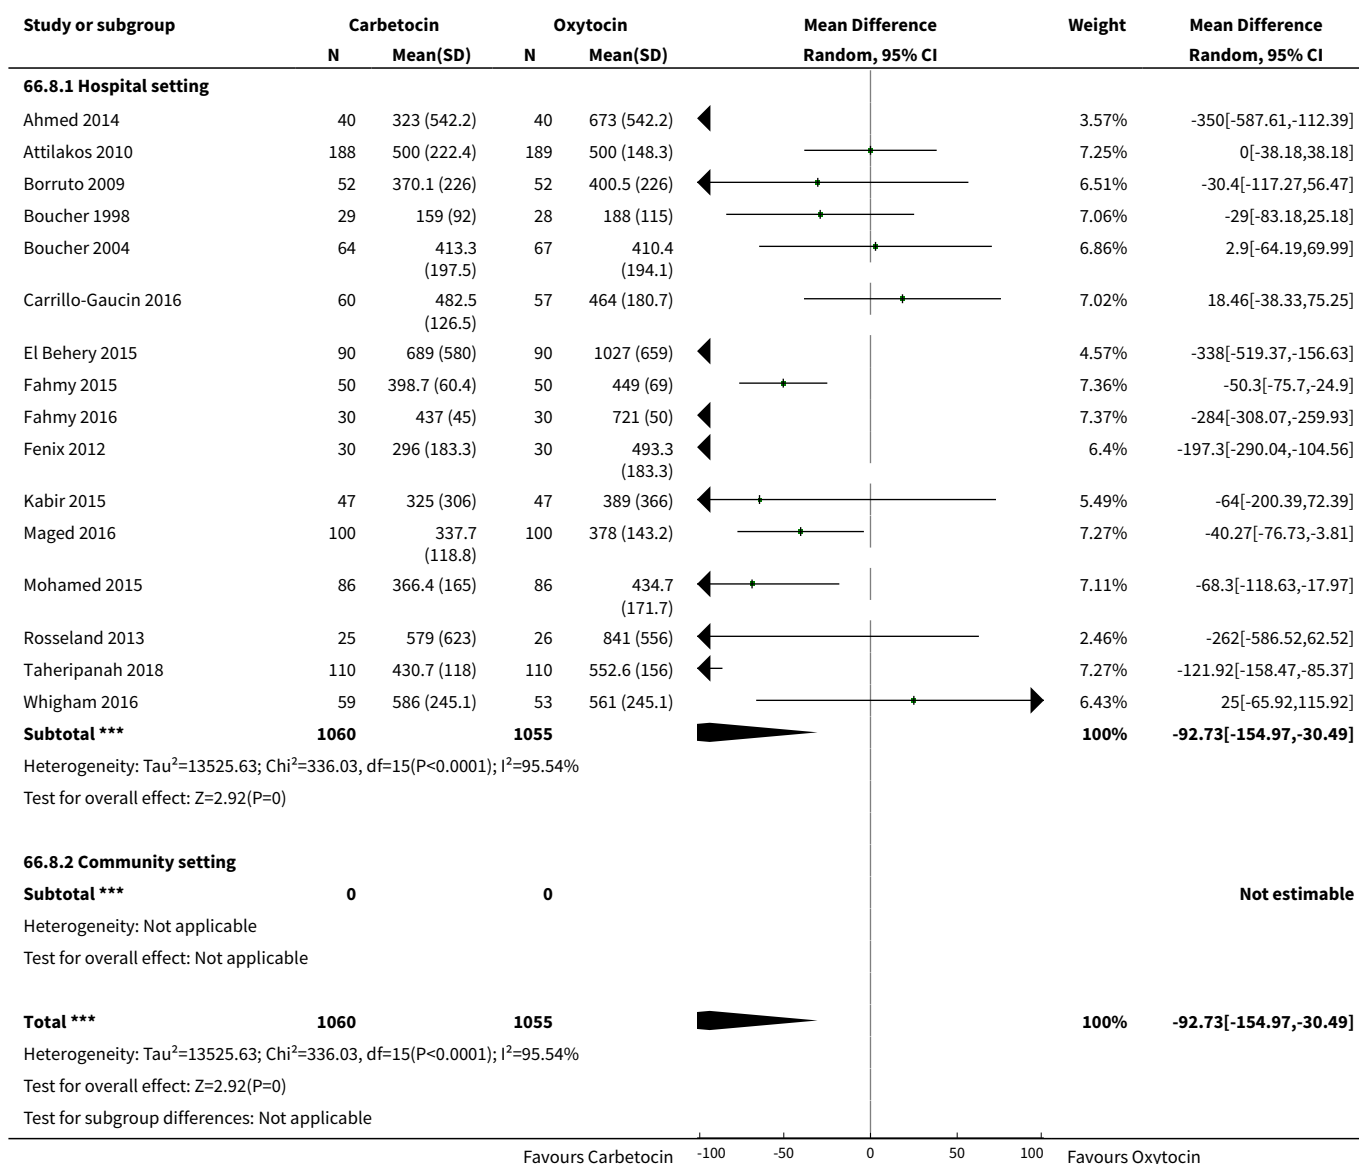 Study or subgroup Carbetocin Oxytocin Mean Difference Weight Mean Difference
N Mean(SD) N Mean(SD) Random, 95% CI Random, 95% CI
66.8.1 Hospital setting
Ahmed 2014 40 323 (542.2) 40 673 (542.2) 3.57% -350[-587.61,-112.39]
Attilakos 2010 188 500 (222.4) 189 500 (148.3) 7.25% 0[-38.18,38.18]
Borruto 2009 52 370.1 (226) 52 400.5 (226) 6.51% -30.4[-117.27,56.47]
Boucher 1998 29 159 (92) 28 188 (115) 7.06% -29[-83.18,25.18]
Boucher 2004 64 413.3 67 410.4 6.86% 2.9[-64.19,69.99]
(197.5) (194.1)
Carrillo-Gaucin 2016 60 482.5 57 464 (180.7) 7.02% 18.46[-38.33,75.25]
(126.5)
El Behery 2015 90 689 (580) 90 1027 (659) 4.57% -338[-519.37,-156.63]
Fahmy 2015 50 398.7 (60.4) 50 449 (69) 7.36% -50.3[-75.7,-24.9]
Fahmy 2016 30 437 (45) 30 721 (50) 7.37% -284[-308.07,-259.93]
Fenix 2012 30 296 (183.3) 30 493.3 6.4% -197.3[-290.04,-104.56]
(183.3)
Kabir 2015 47 325 (306) 47 389 (366) 5.49% -64[-200.39,72.39]
Maged 2016 100 337.7 100 378 (143.2) 7.27% -40.27[-76.73,-3.81]
(118.8)
Mohamed 2015 86 366.4 (165) 86 434.7 7.11% -68.3[-118.63,-17.97]
(171.7)
Rosseland 2013 25 579 (623) 26 841 (556) 2.46% -262[-586.52,62.52]
Taheripanah 2018 110 430.7 (118) 110 552.6 (156) 7.27% -121.92[-158.47,-85.37]
Whigham 2016 59 586 (245.1) 53 561 (245.1) 6.43% 25[-65.92,115.92]
Subtotal *** 1060 1055 100% -92.73[-154.97,-30.49]
Heterogeneity: Tau²=13525.63; Chi²=336.03, df=15(P<0.0001); I²=95.54%
Test for overall effect: Z=2.92(P=0)
66.8.2 Community setting
Subtotal *** 0 0 Not estimable
Heterogeneity: Not applicable
Test for overall effect: Not applicable
Total *** 1060 1055 100% -92.73[-154.97,-30.49]
Heterogeneity: Tau²=13525.63; Chi²=336.03, df=15(P<0.0001); I²=95.54%
Test for overall effect: Z=2.92(P=0)
Test for subgroup differences: Not applicable
Favours Carbetocin -100 -50 0 50 100 Favours Oxytocin